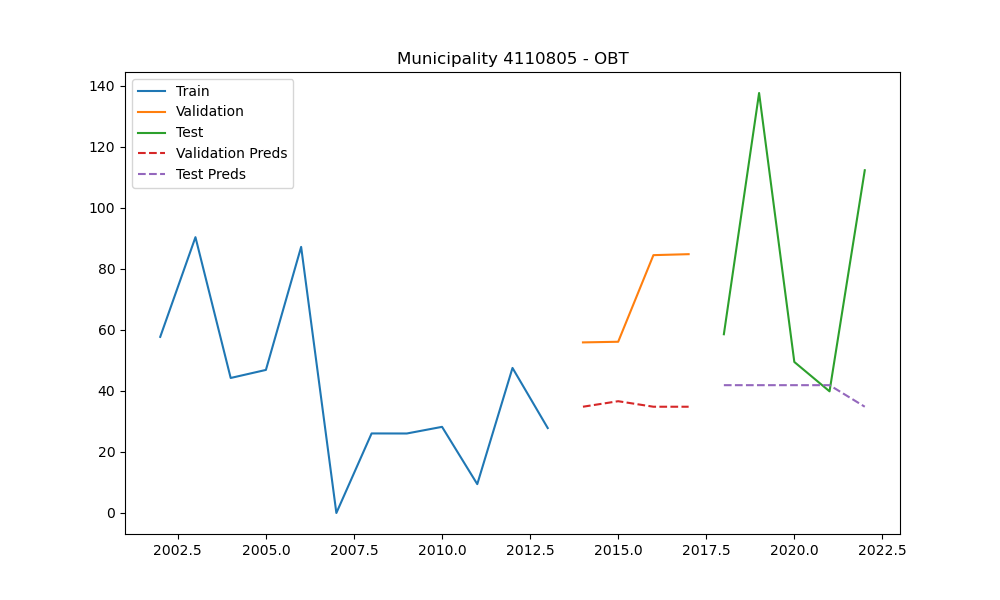 Municipality 4110805 - OBT
Train
Validation
Test
Validation Preds
Test Preds
140
120
100
80
60
40
20
0
2002.5 2005.0 2007.5 2010.0 2012.5 2015.0 2017.5 2020.0 2022.5